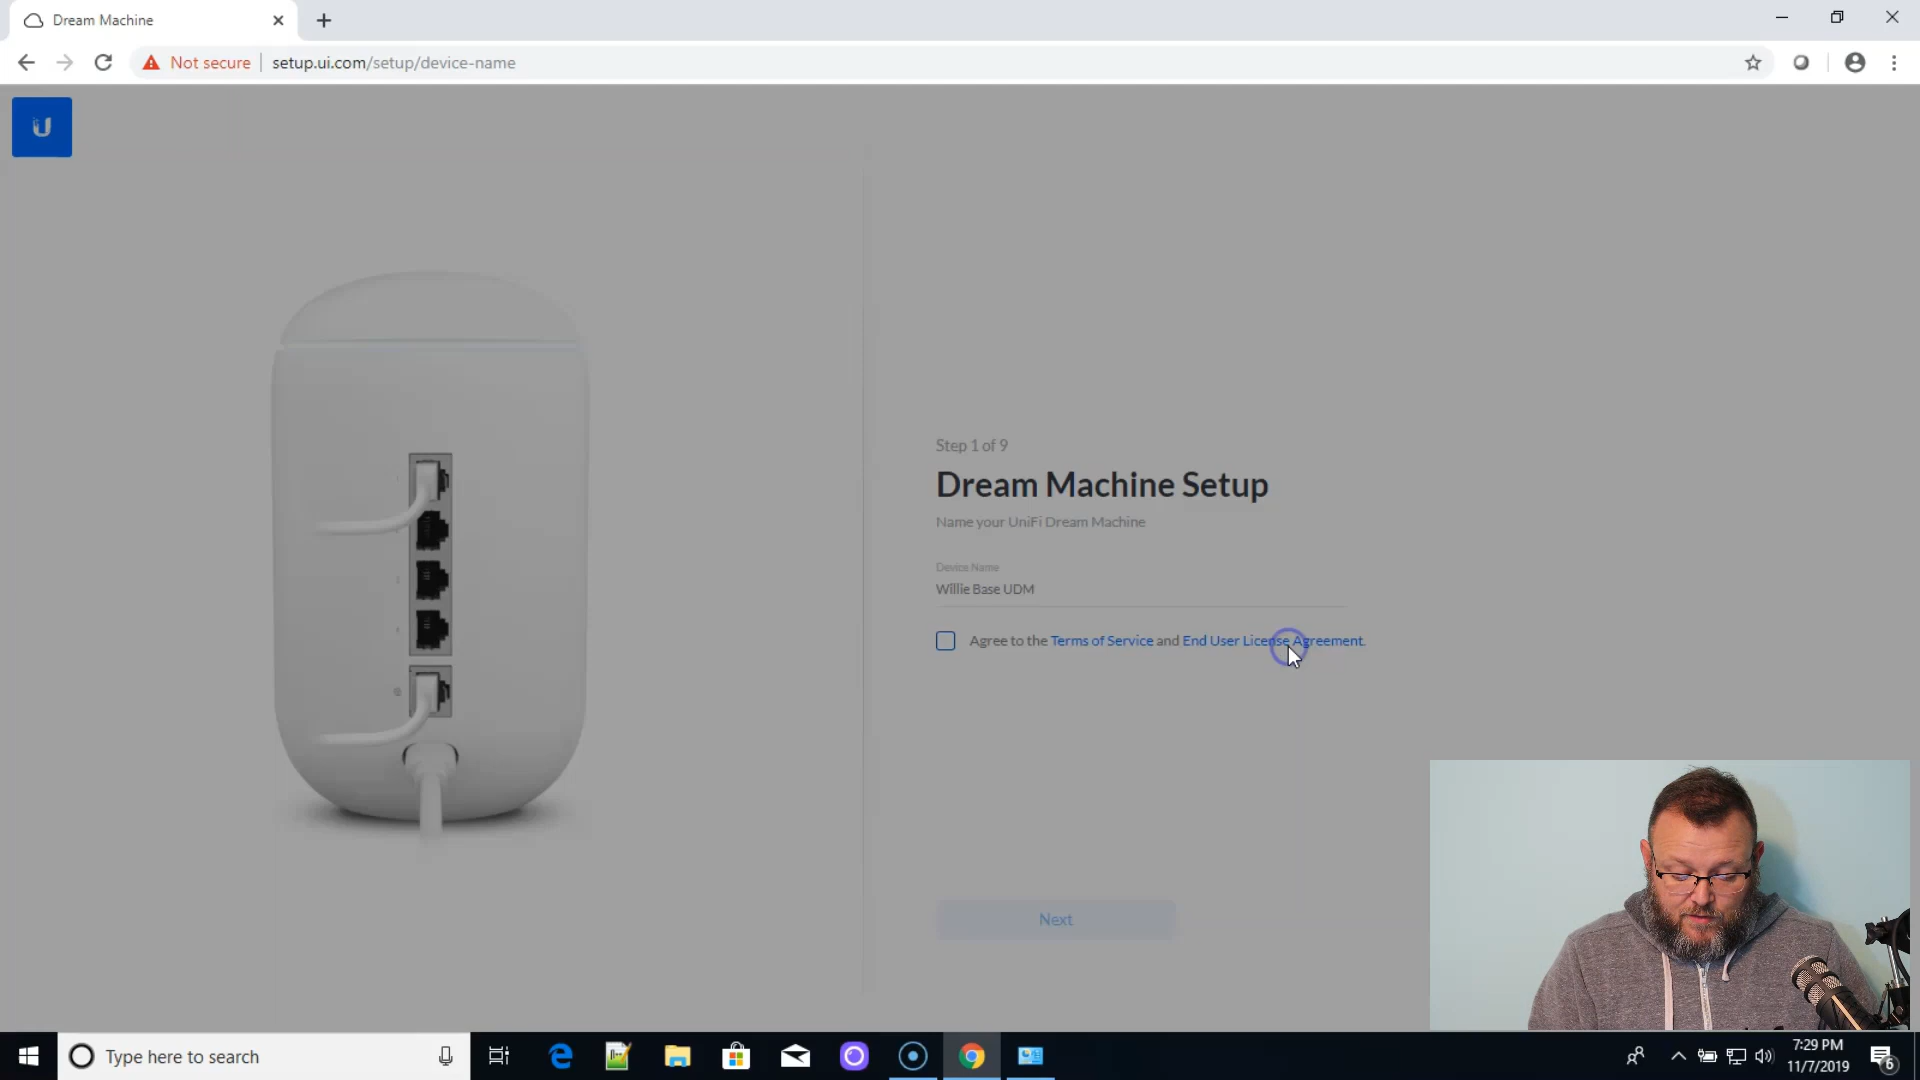 Dream Machine
Not secure
setup.ui.com/setup/device-name
Step 1 of 9
Dream Machine Setup
Name your UniFi Dream Machine
Device Name
Willie Base UDM
Agree to the Terms of Service and End User License Agreement.
Next
Type here to search
7:29 PM
11/7/2019
6